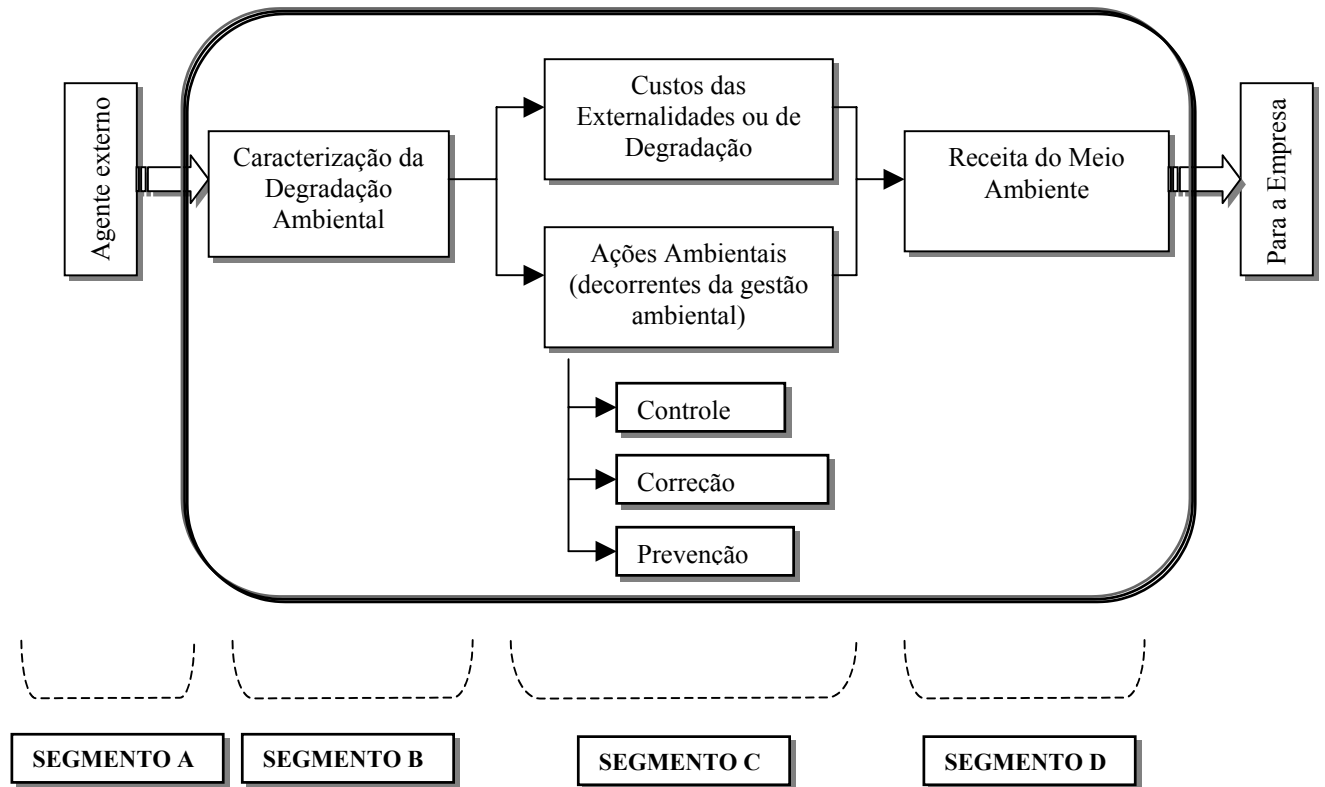 Agente externo
Caracterização da
Degradação
Ambiental
Custos das
Externalidades ou de
Degradação
Ações Ambientais
(decorrentes da gestão
ambiental)
Controle
Correção
Prevenção
Receita do Meio
Ambiente
Para a Empresa
SEGMENTO A
SEGMENTO B
SEGMENTO C
SEGMENTO D